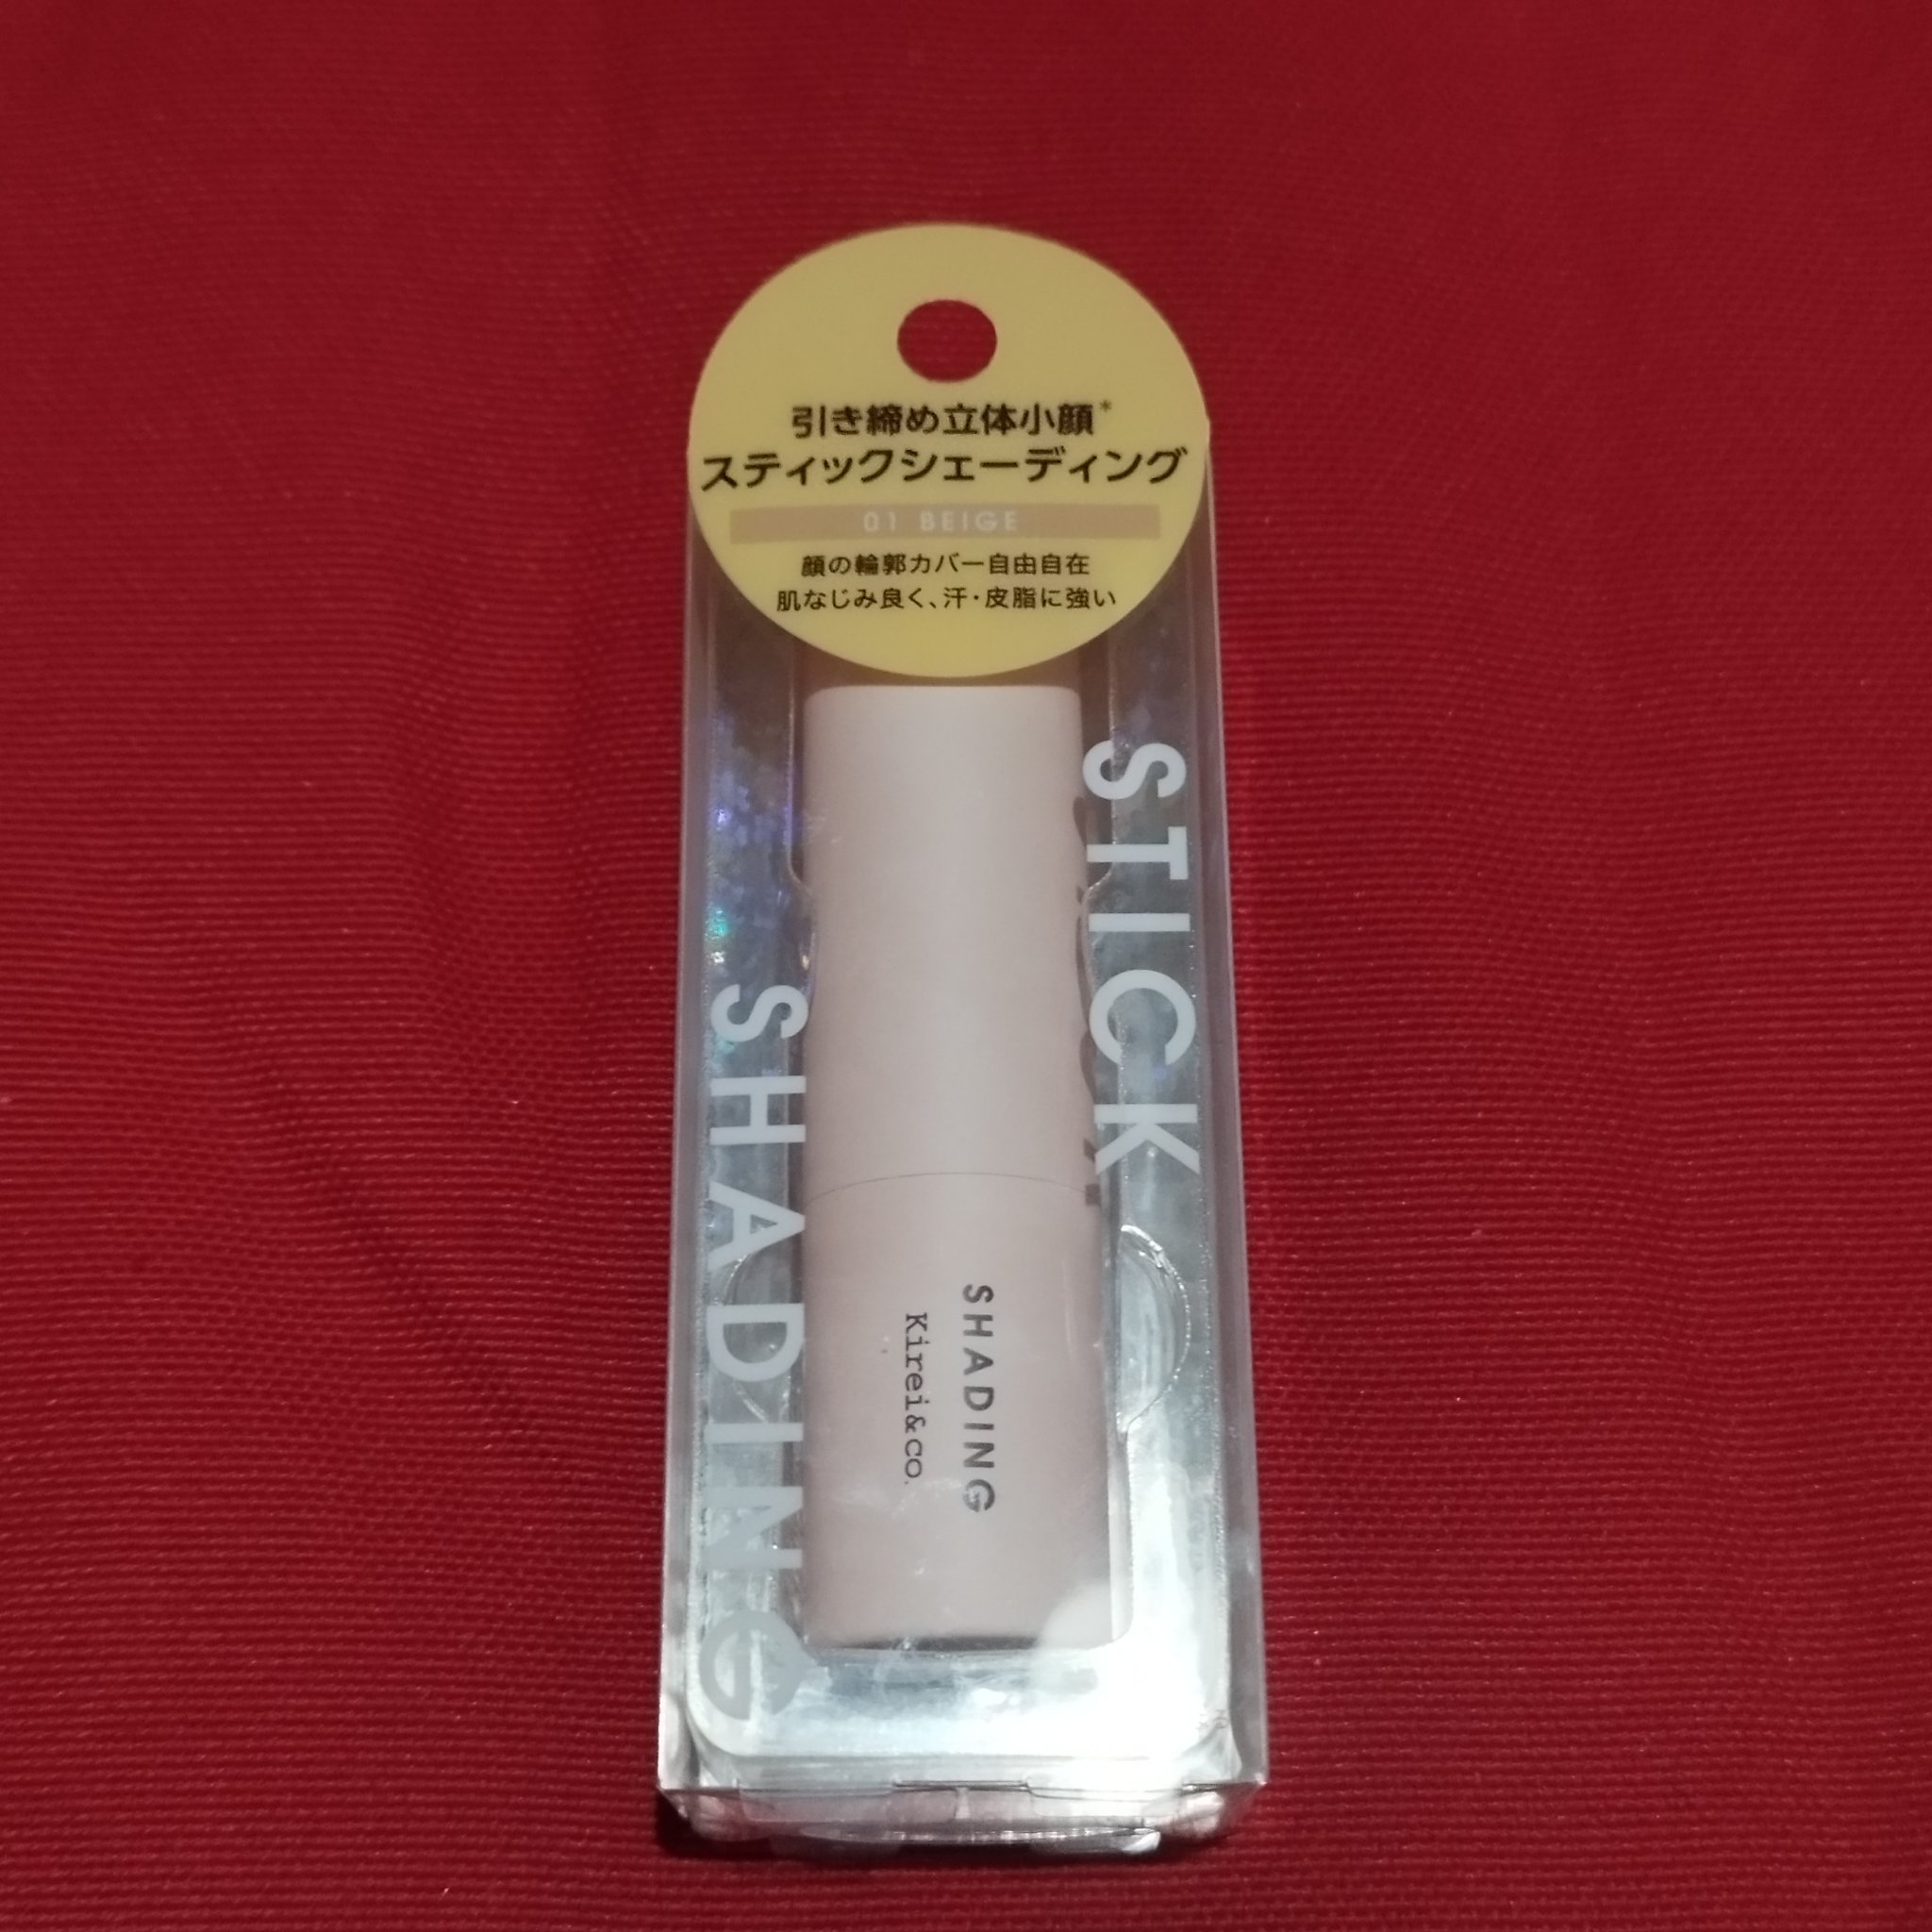 引き締め立体小顔*
スティックシェーディング
01 BEIGE
顔の輪郭カバー自由自在
肌なじみ良く、汗・皮脂に強い
STICK
SHADING
SHADING
Kirei&co.